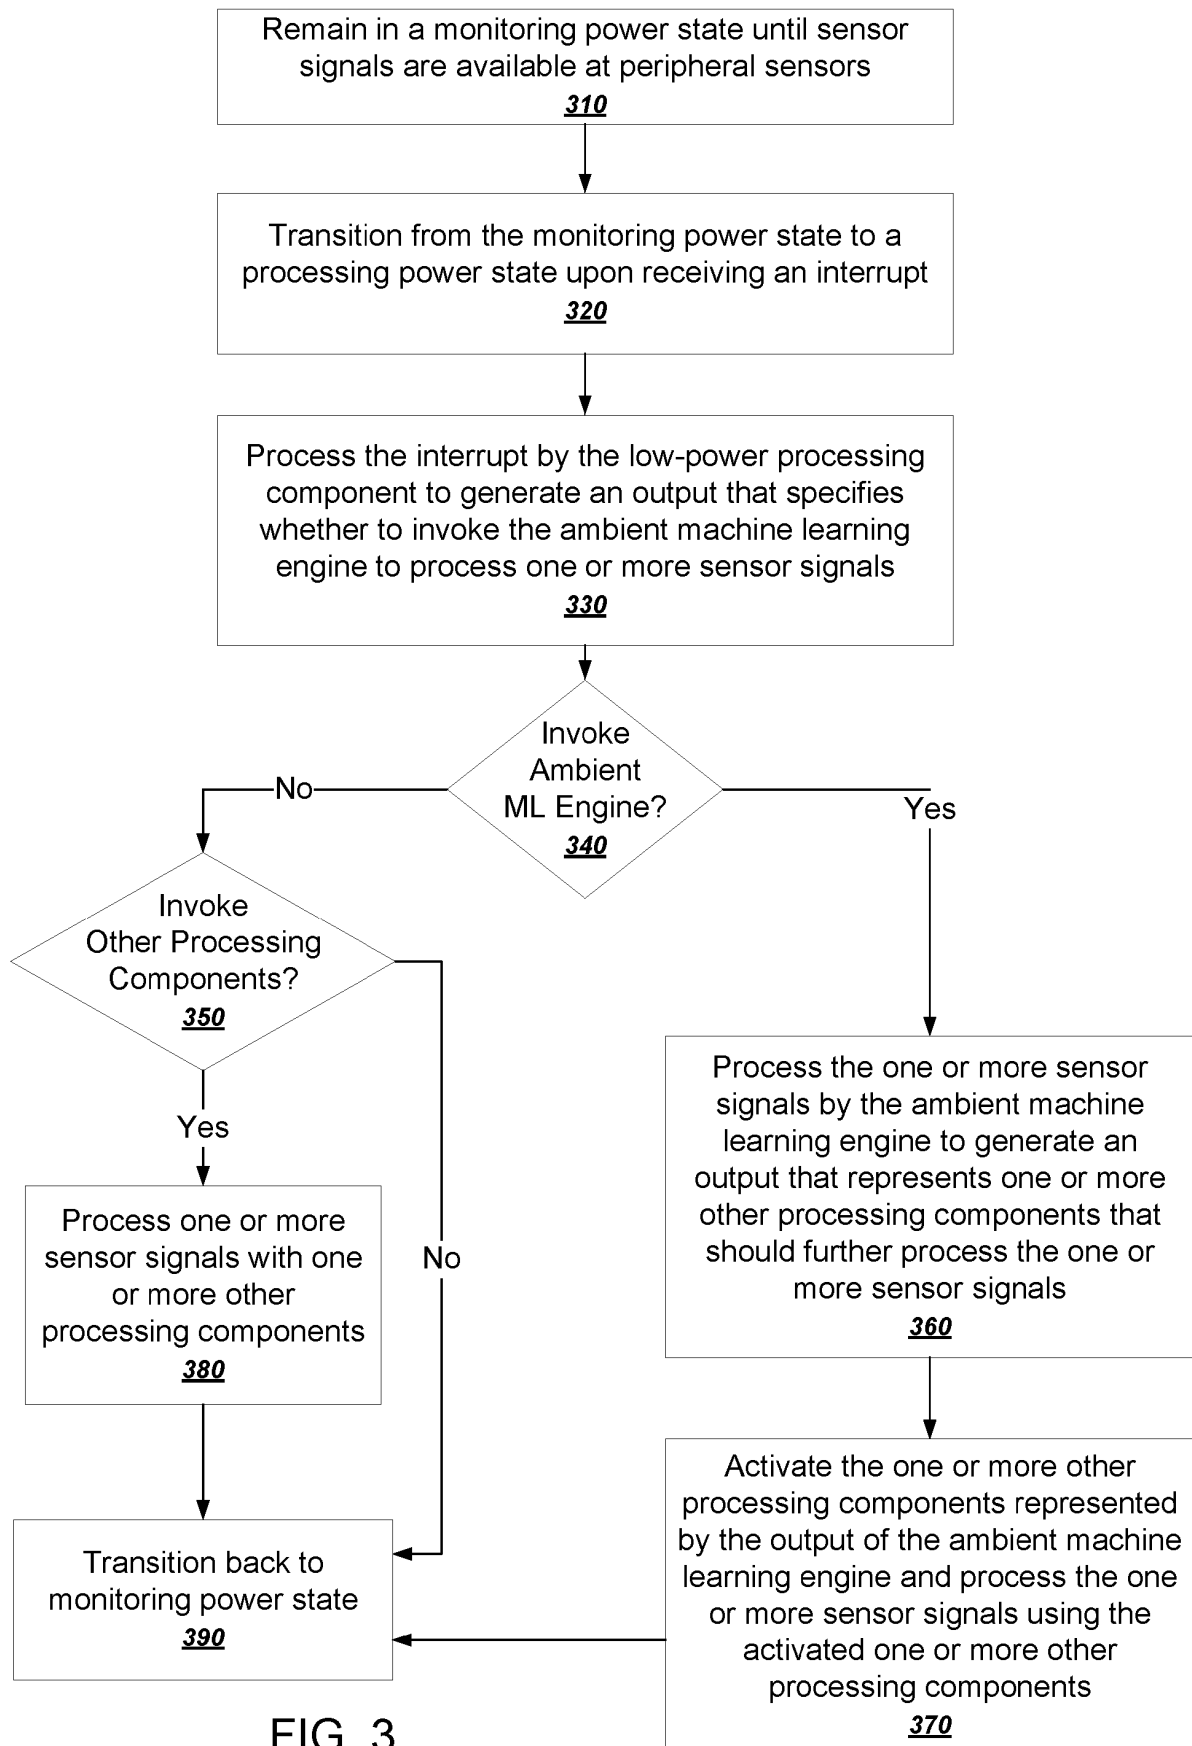 Remain in a monitoring power state until sensor
signals are available at peripheral sensors
310
Transition from the monitoring power state to a
processing power state upon receiving an interrupt
320
Process the interrupt by the low-power processing
component to generate an output that specifies
whether to invoke the ambient machine learning
engine to process one or more sensor signals
330
Invoke
Ambient
ML Engine?
340
No
Yes
Invoke
Other Processing
Components?
350
Yes
No
Process one or more
sensor signals with one
or more other
processing components
380
Process the one or more sensor
signals by the ambient machine
learning engine to generate an
output that represents one or more
other processing components that
should further process the one or
more sensor signals
360
Activate the one or more other
processing components represented
by the output of the ambient machine
learning engine and process the one
or more sensor signals using the
activated one or more other
processing components
370
Transition back to
monitoring power state
390
FIG. 3